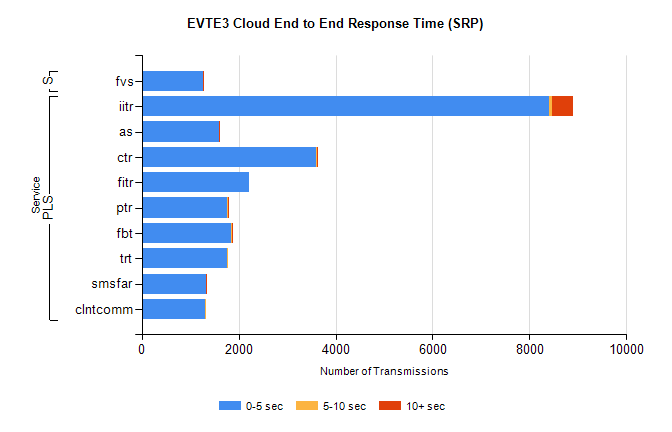 EVTE3 Cloud End to End Response Time (SRP)
S
fvs
iitr
as
ctr
fitr
Service
PLS
ptr
fbt
trt
smsfar
clntcomm
0 2000 4000 6000 8000 10000
Number of Transmissions
0-5 sec 5-10 sec 10+ sec